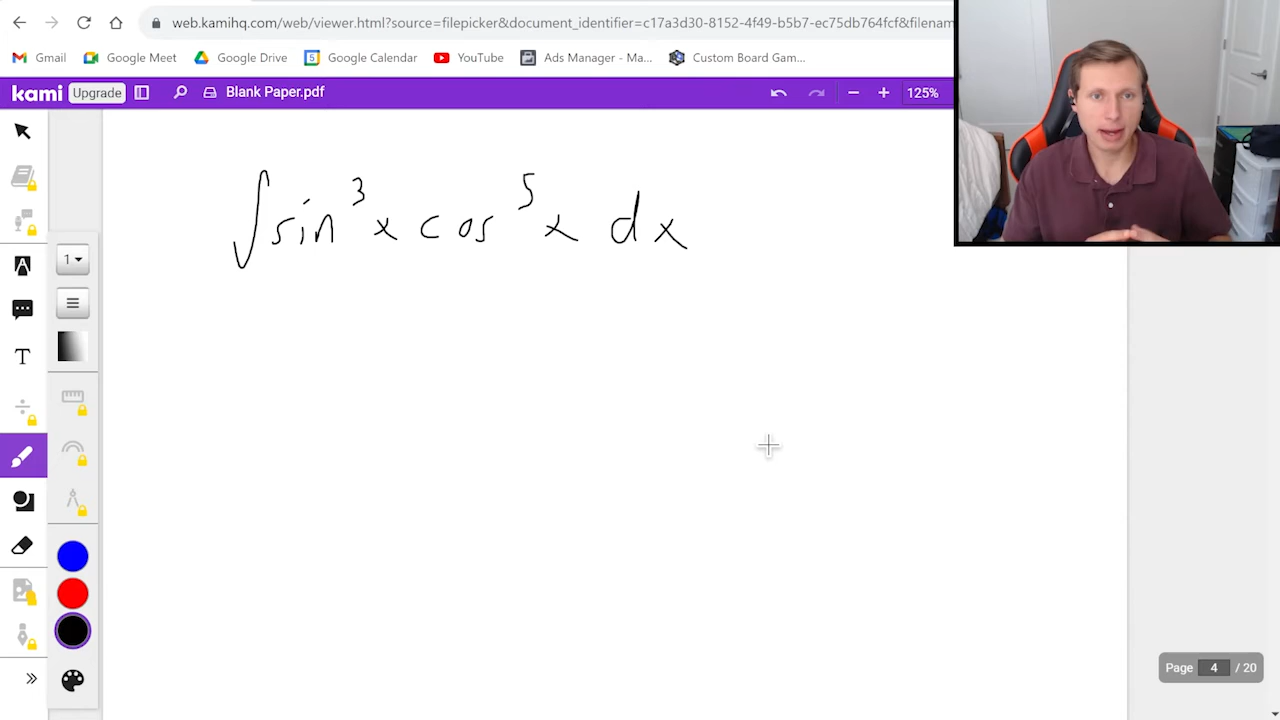 web.kamihq.com/web/viewer.html?source=filepicker&document_identifier=c17a3d30-8152-4f49-b5b7-ec75db764fcf&filenam
Gmail Google Meet Google Drive 5 Google Calendar YouTube Ads Manager - Ma... Custom Board Gam...
kami Upgrade Blank Paper.pdf 125%
∫sin³x cos⁵x dx
1
A
T
Page 4 / 20